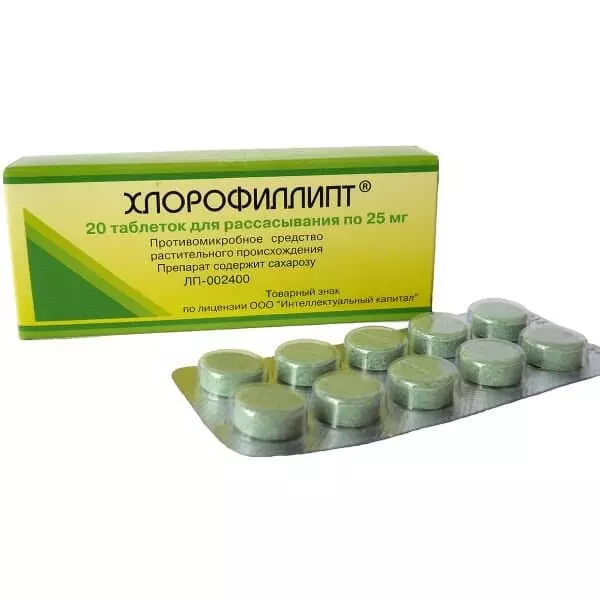 ХЛОРОФИЛЛИПТ®
20 таблеток для рассасывания по 25 мг
Противомикробное средство
растительного происхождения
Препарат содержит сахарозу
ЛП-002400
Товарный знак
по лицензии ООО "Интеллектуальный капитал"